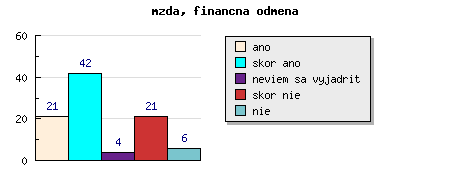 mzda, financna odmena
60
40
20
0
21
42
4
21
6
ano
skor ano
neviem sa vyjadrit
skor nie
nie